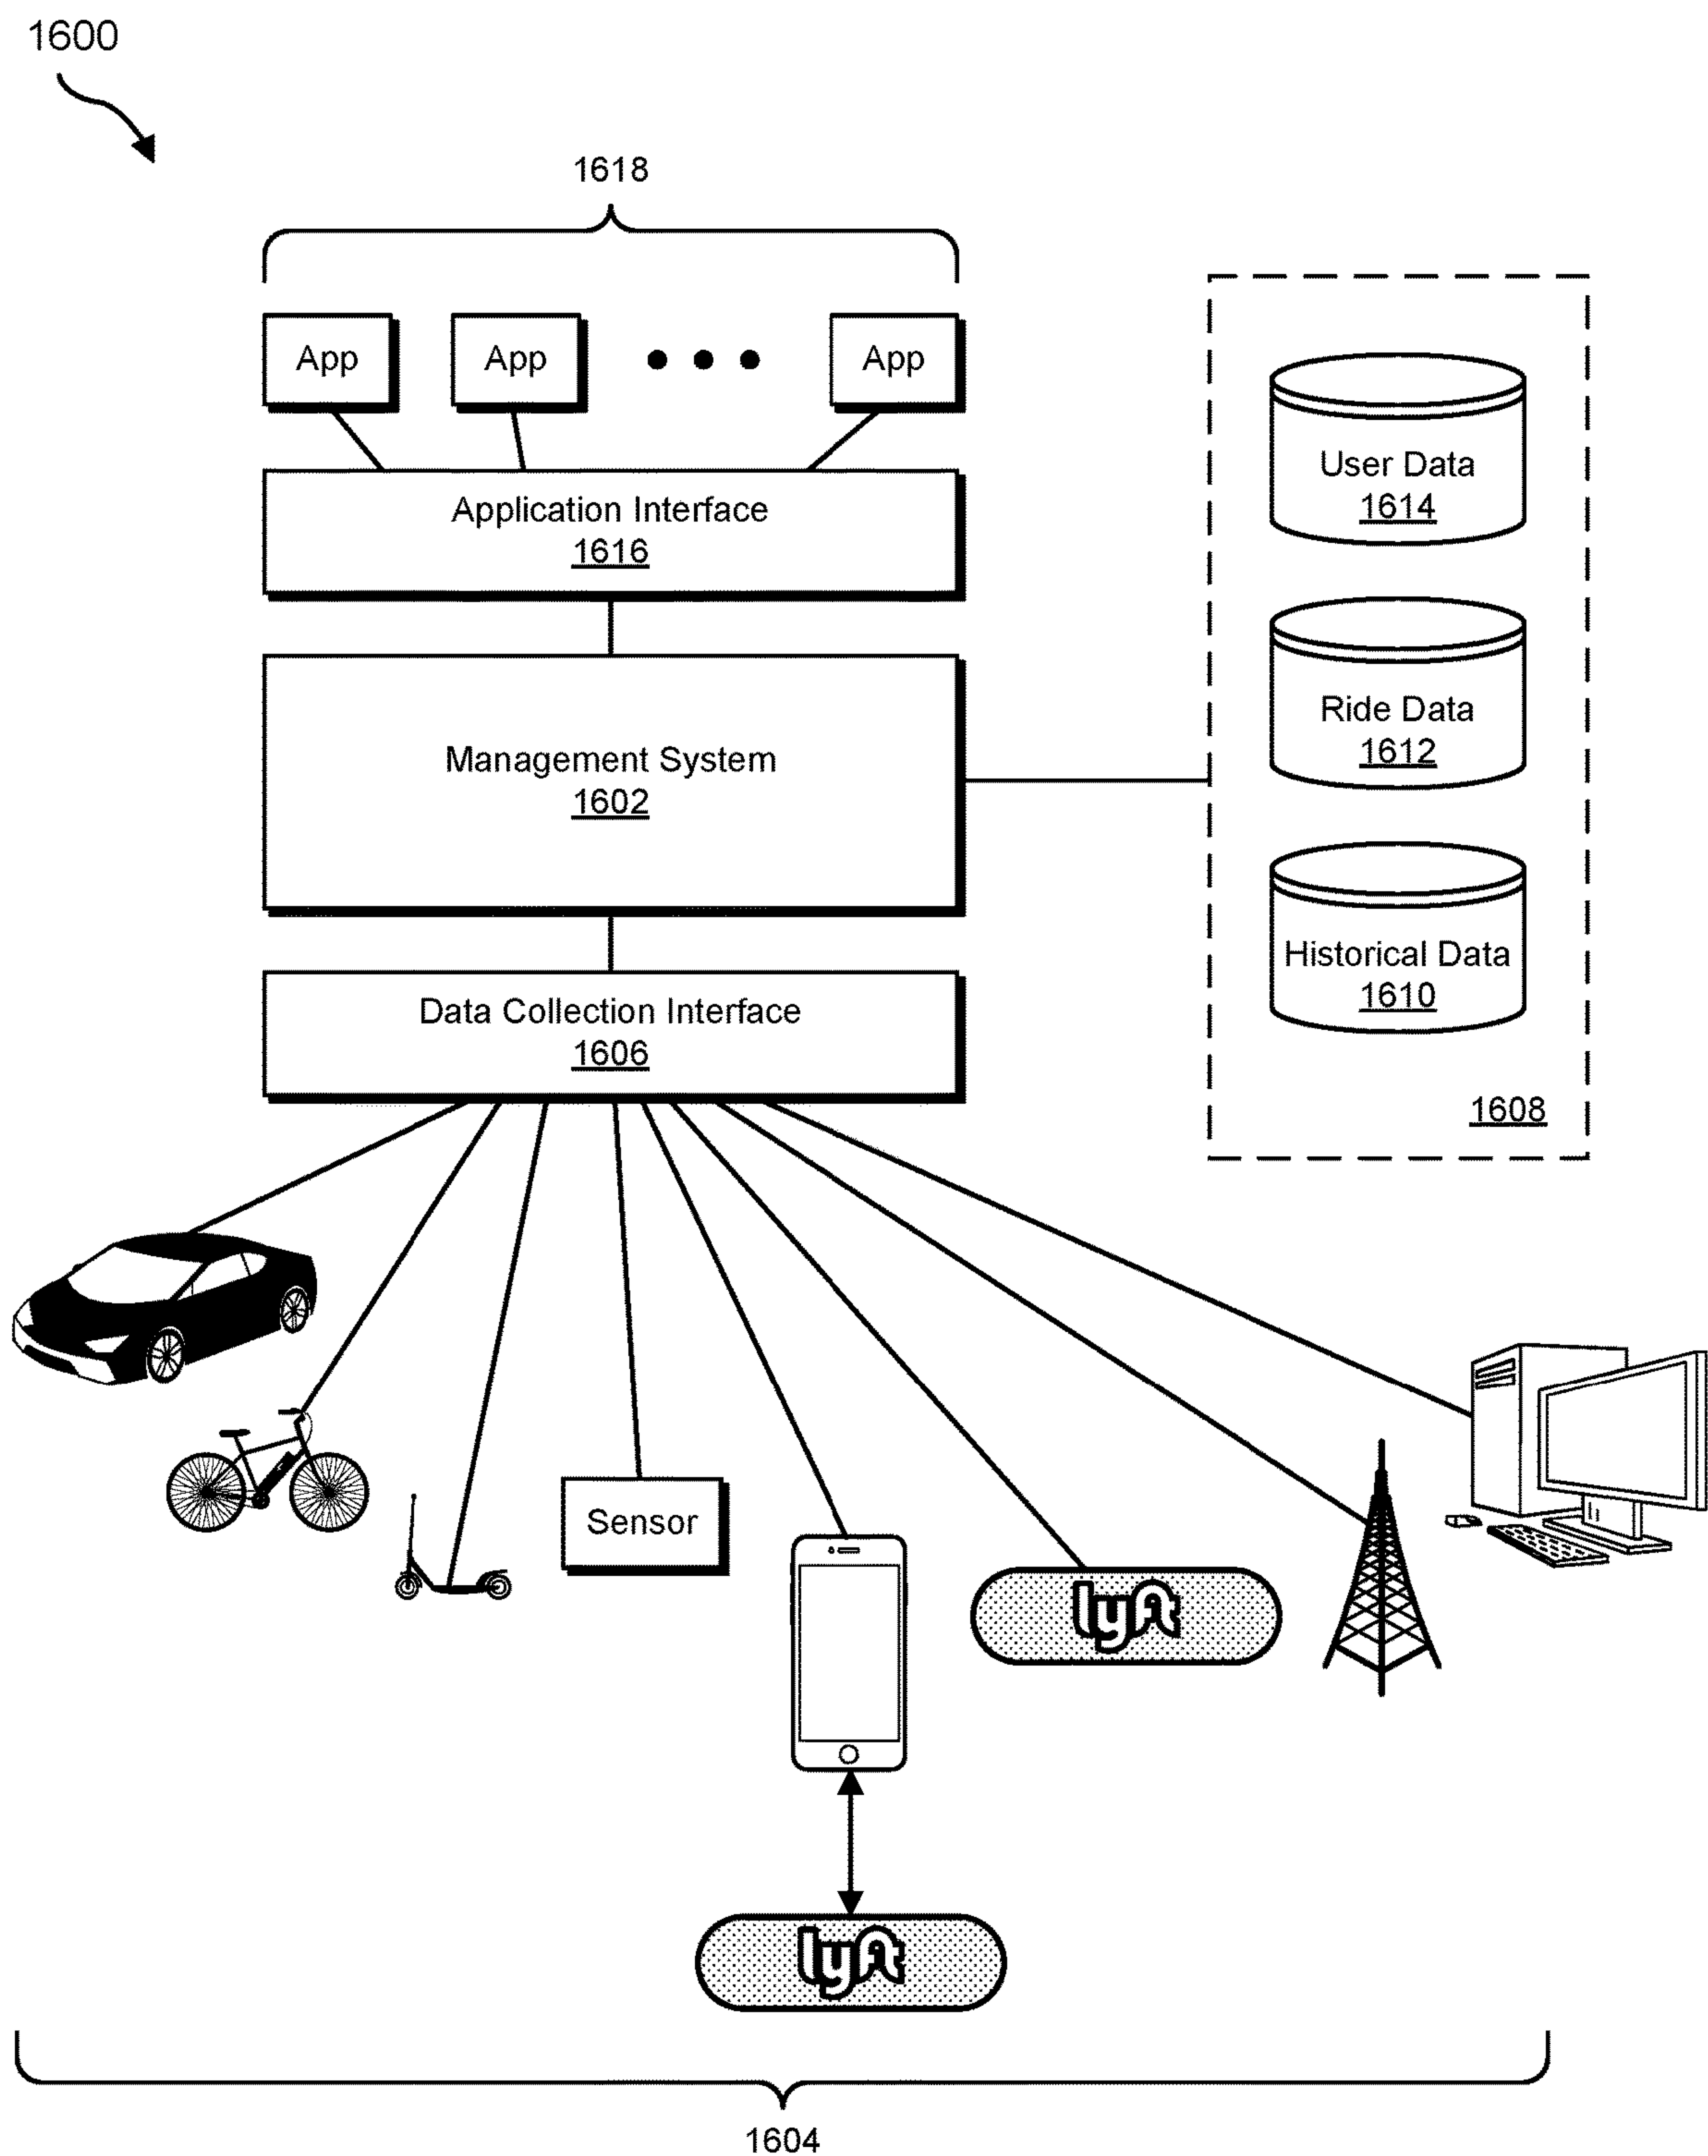 1600
1618
App App App
Application Interface
1616
Management System
1602
Data Collection Interface
1606
User Data
1614
Ride Data
1612
Historical Data
1610
1608
Sensor
lyft
lyft
1604